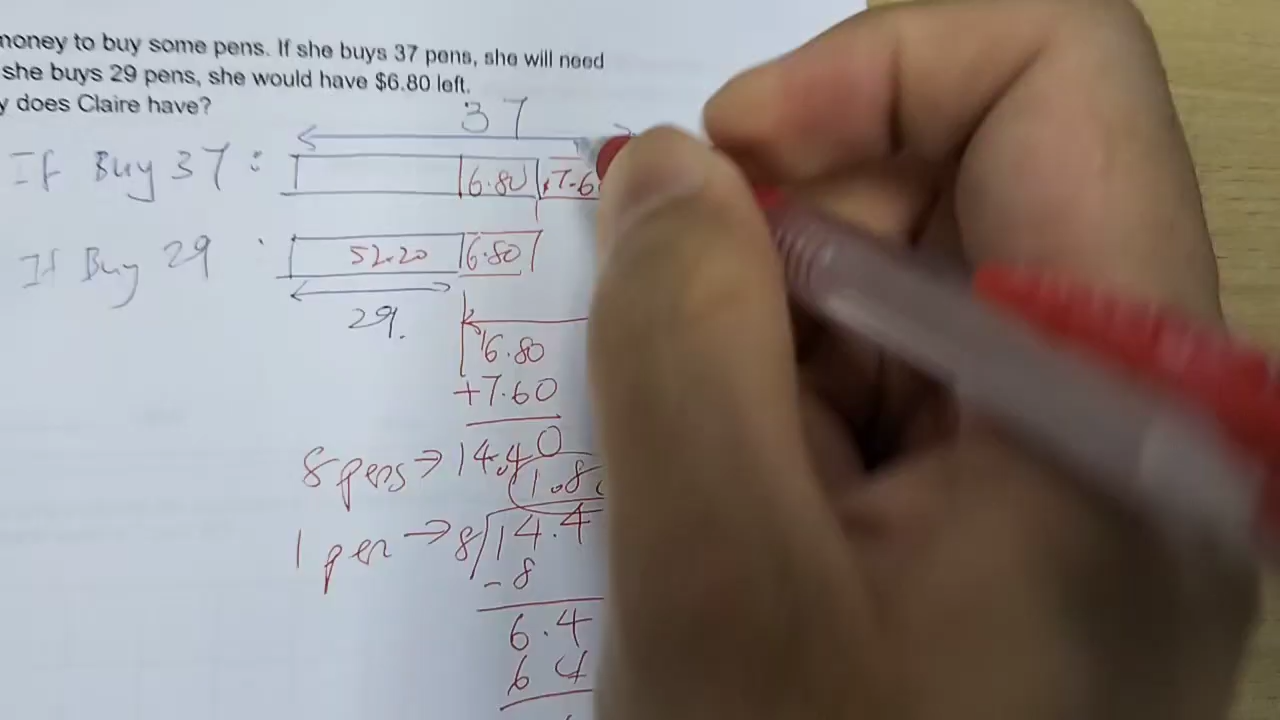 money to buy some pens. If she buys 37 pens, she will need
she buys 29 pens, she would have $6.80 left.
y does Claire have?
37
If Buy 37 :
6.80
7.6
If Buy 29
52.20
6.80
29.
6.80
+7.60
8 pens → 14.40
1.8
1 pen → 8 14.4
- 8
6.4
6 4